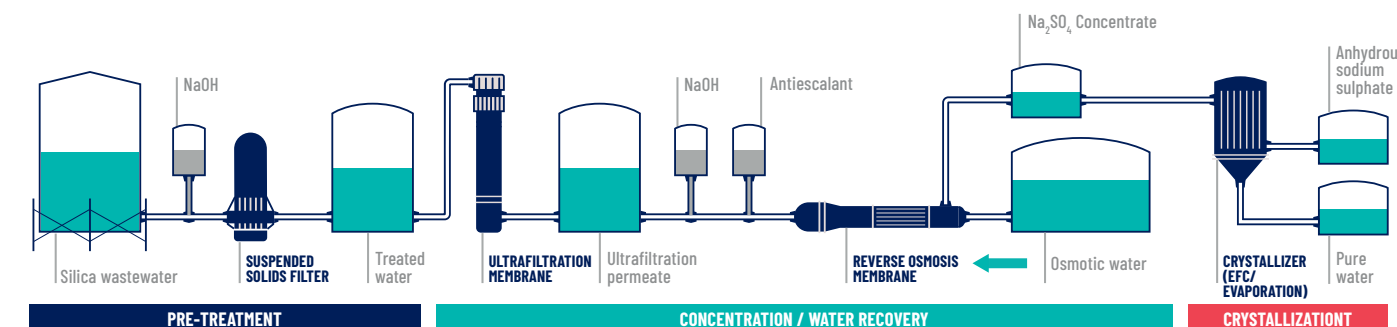 Na₂SO₄ Concentrate
Anhydrou
sodium
sulphate
NaOH
NaOH
Antiescalant
Silica wastewater
SUSPENDED
SOLIDS FILTER
Treated
water
ULTRAFILTRATION
MEMBRANE
Ultrafiltration
permeate
REVERSE OSMOSIS
MEMBRANE
Osmotic water
CRYSTALLIZER
(EFC/
EVAPORATION)
Pure
water
PRE-TREATMENT
CONCENTRATION / WATER RECOVERY
CRYSTALLIZATIONT